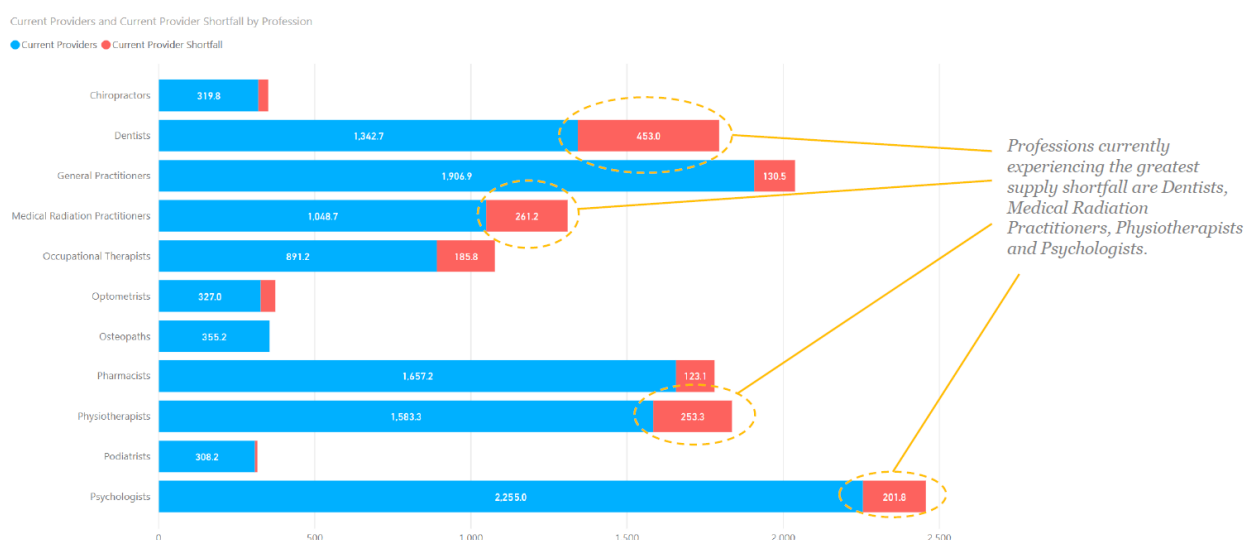 Current Providers and Current Provider Shortfall by Profession
Current Providers Current Provider Shortfall
Chiropractors 319.8
Dentists 1,342.7 453.0
General Practitioners 1,906.9 130.5
Medical Radiation Practitioners 1,048.7 261.2
Occupational Therapists 891.2 185.8
Optometrists 327.0
Osteopaths 355.2
Pharmacists 1,657.2 123.1
Physiotherapists 1,583.3 253.3
Podiatrists 308.2
Psychologists 2,255.0 201.8
0 500 1,000 1,500 2,000 2,500
Professions currently
experiencing the greatest
supply shortfall are Dentists,
Medical Radiation
Practitioners, Physiotherapists
and Psychologists.